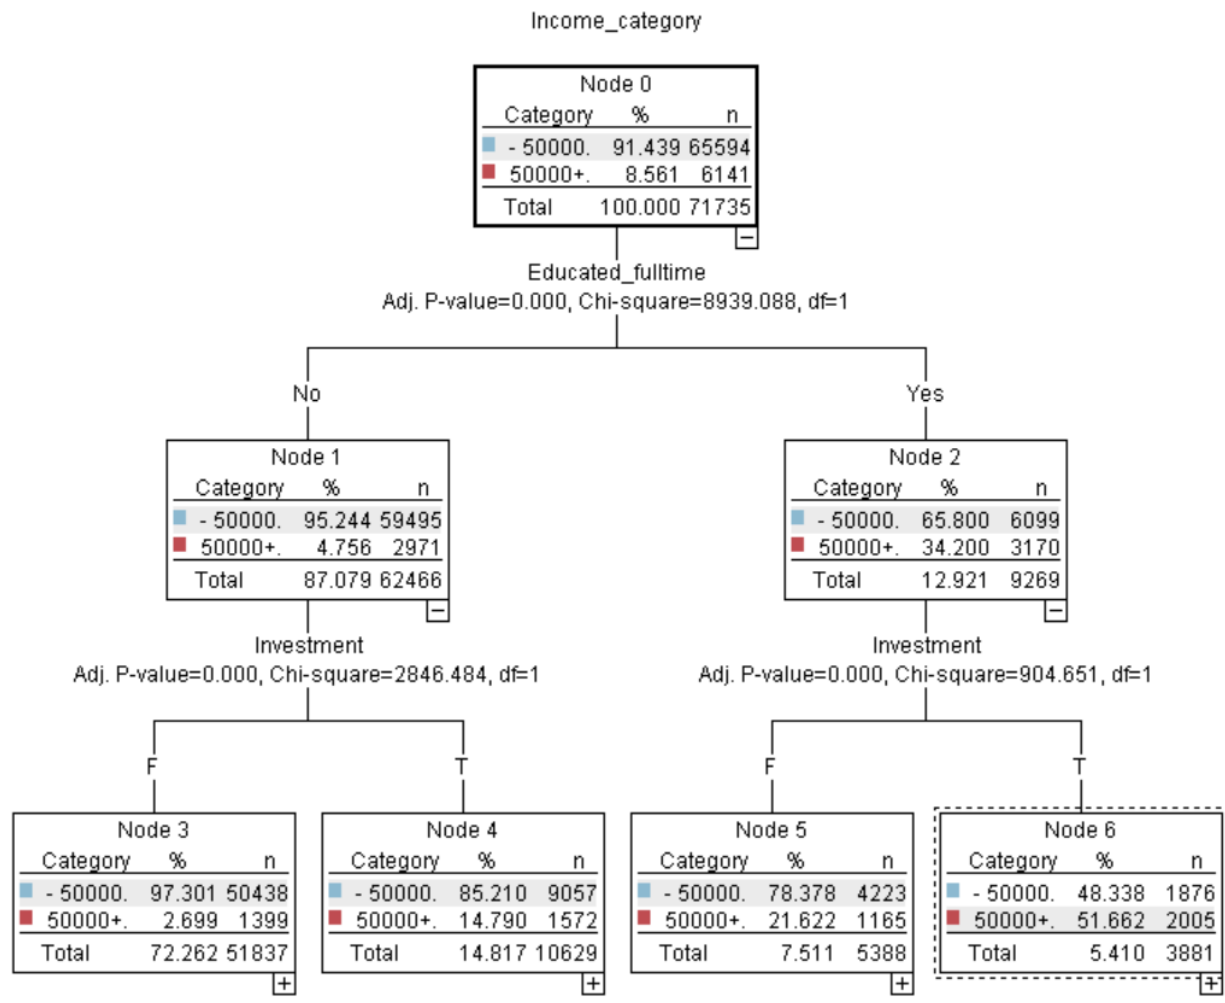 Income_category
Node 0
Category % n
- 50000. 91.439 65594
50000+. 8.561 6141
Total 100.000 71735
Educated_fulltime
Adj. P-value=0.000, Chi-square=8939.088, df=1
No
Yes
Node 1
Category % n
- 50000. 95.244 59495
50000+. 4.756 2971
Total 87.079 62466
Node 2
Category % n
- 50000. 65.800 6099
50000+. 34.200 3170
Total 12.921 9269
Investment
Adj. P-value=0.000, Chi-square=2846.484, df=1
Investment
Adj. P-value=0.000, Chi-square=904.651, df=1
F
T
F
T
Node 3
Category % n
- 50000. 97.301 50438
50000+. 2.699 1399
Total 72.262 51837
Node 4
Category % n
- 50000. 85.210 9057
50000+. 14.790 1572
Total 14.817 10629
Node 5
Category % n
- 50000. 78.378 4223
50000+. 21.622 1165
Total 7.511 5388
Node 6
Category % n
- 50000. 48.338 1876
50000+. 51.662 2005
Total 5.410 3881